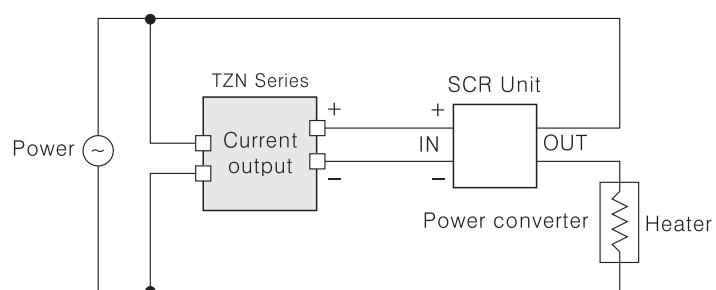 TZN Series
SCR Unit
+
+
Power
~
Current
output
IN
OUT
−
−
Power converter
Heater